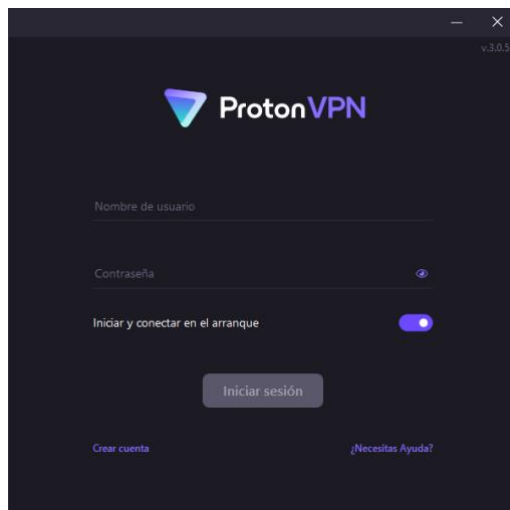 v.3.0.5
ProtonVPN
Nombre de usuario
Contraseña
Iniciar y conectar en el arranque
Iniciar sesión
Crear cuenta
¿Necesitas Ayuda?